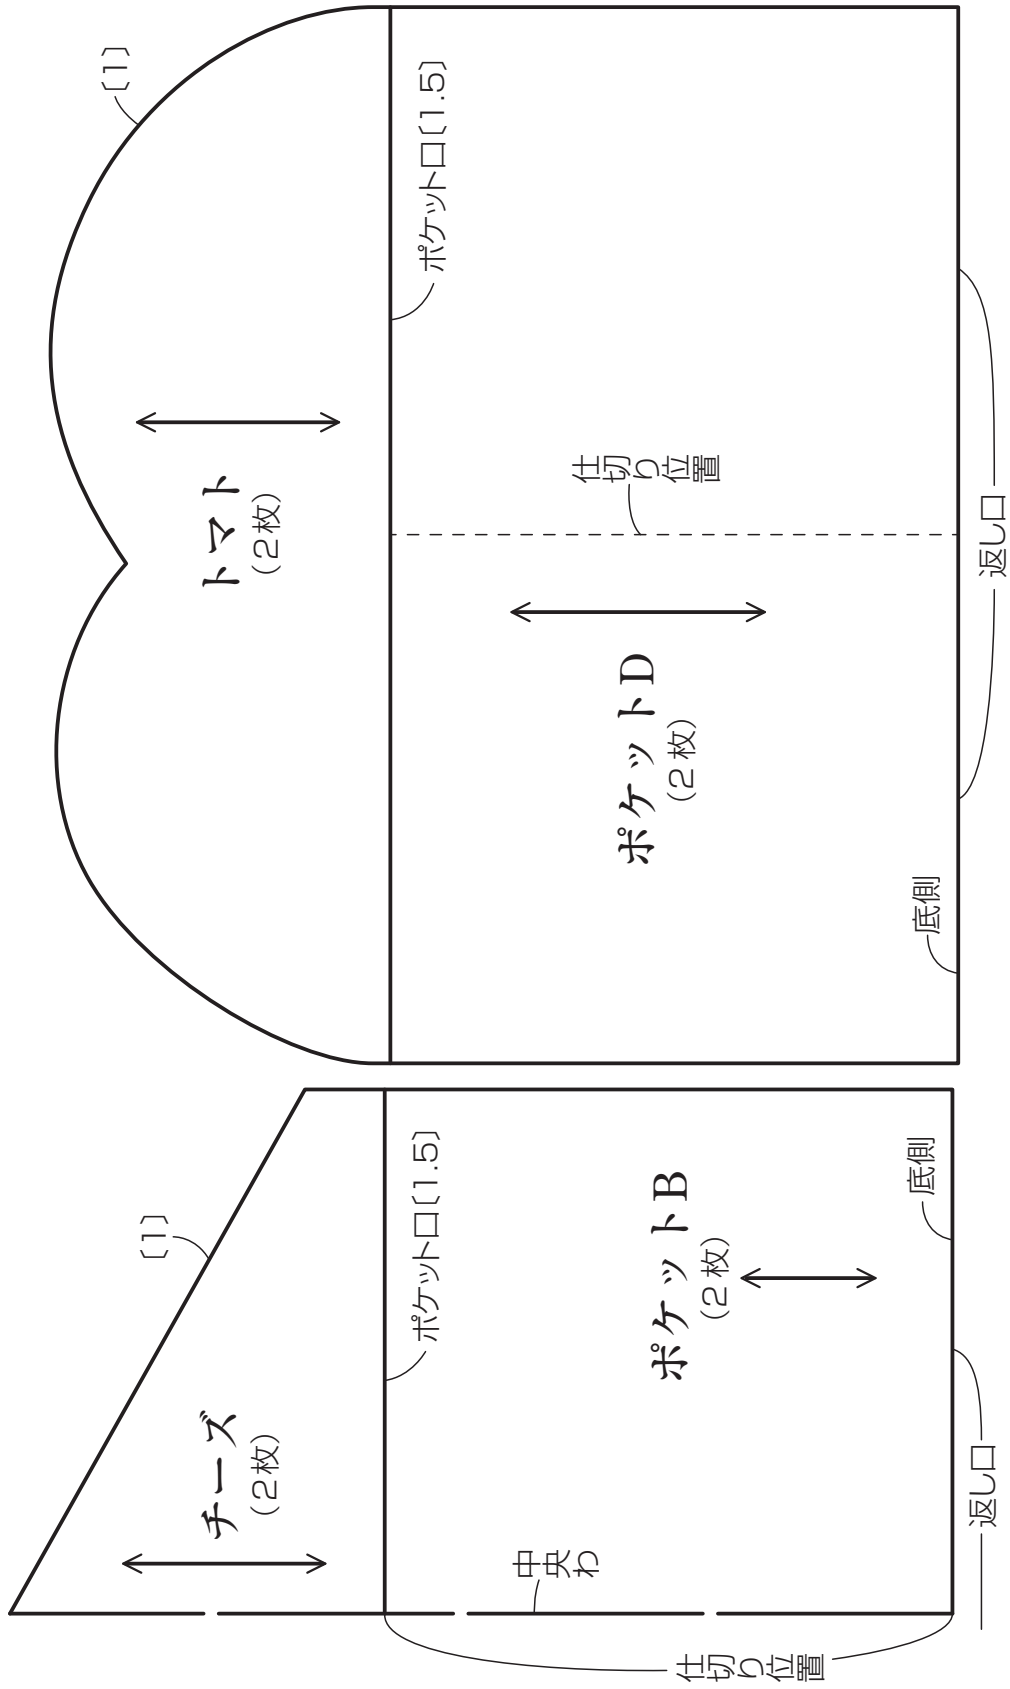 〔1〕
ポケット口〔1.5〕
チーズ
(2枚)
中央わ
仕切り位置
ポケットB
(2枚)
底側
返し口
〔1〕
ポケット口〔1.5〕
トマト
(2枚)
仕切り位置
ポケットD
(2枚)
底側
返し口